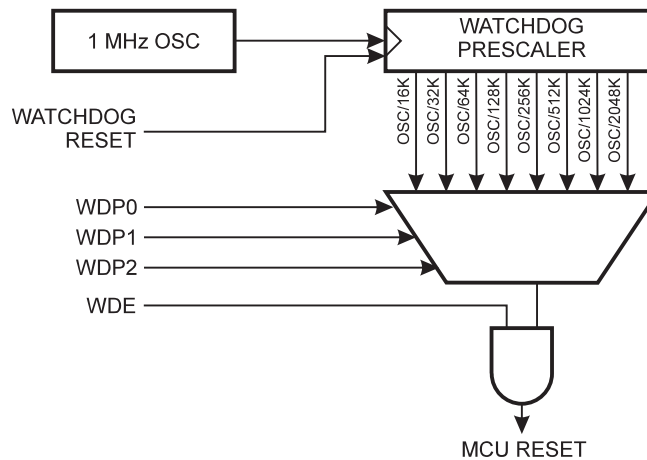 1 MHz OSC
WATCHDOG
PRESCALER
WATCHDOG
RESET
OSC/16K
OSC/32K
OSC/64K
OSC/128K
OSC/256K
OSC/512K
OSC/1024K
OSC/2048K
WDP0
WDP1
WDP2
WDE
MCU RESET